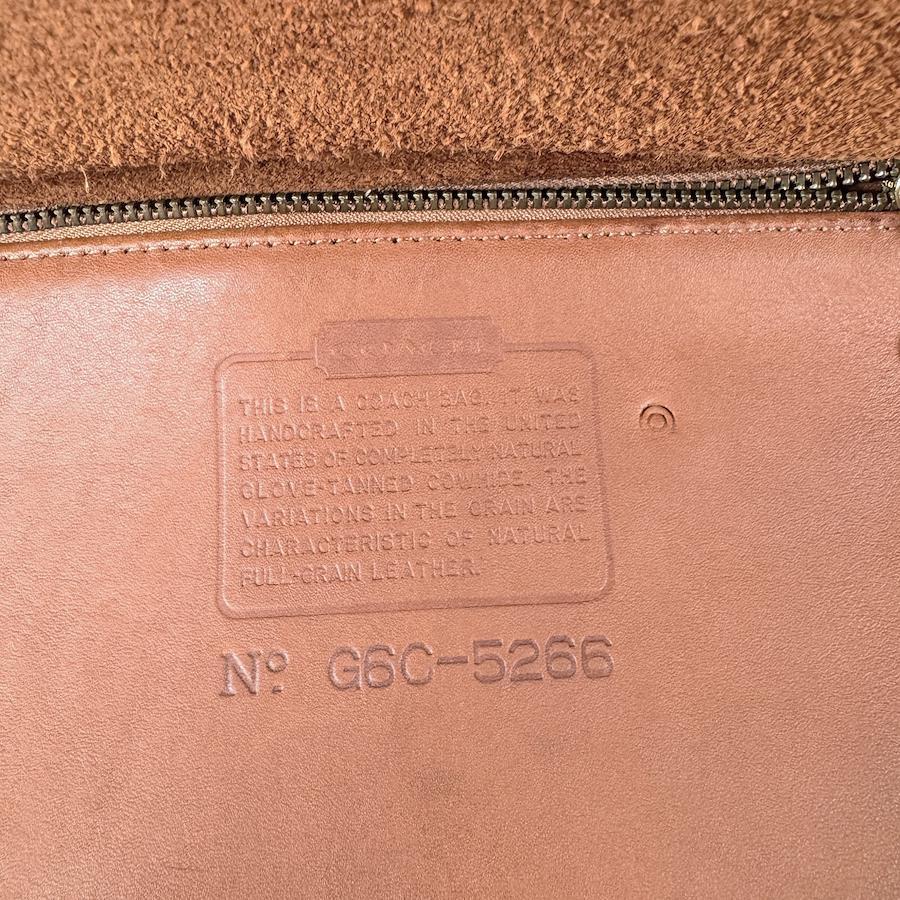 COACH
THIS IS A COACH BAG. IT WAS
HANDCRAFTED IN THE UNITED
STATES OF COMPLETELY NATURAL
GLOVE-TANNED COWHIDE. THE
VARIATIONS IN THE GRAIN ARE
CHARACTERISTIC OF NATURAL
FULL-GRAIN LEATHER.
Nº G6C-5266